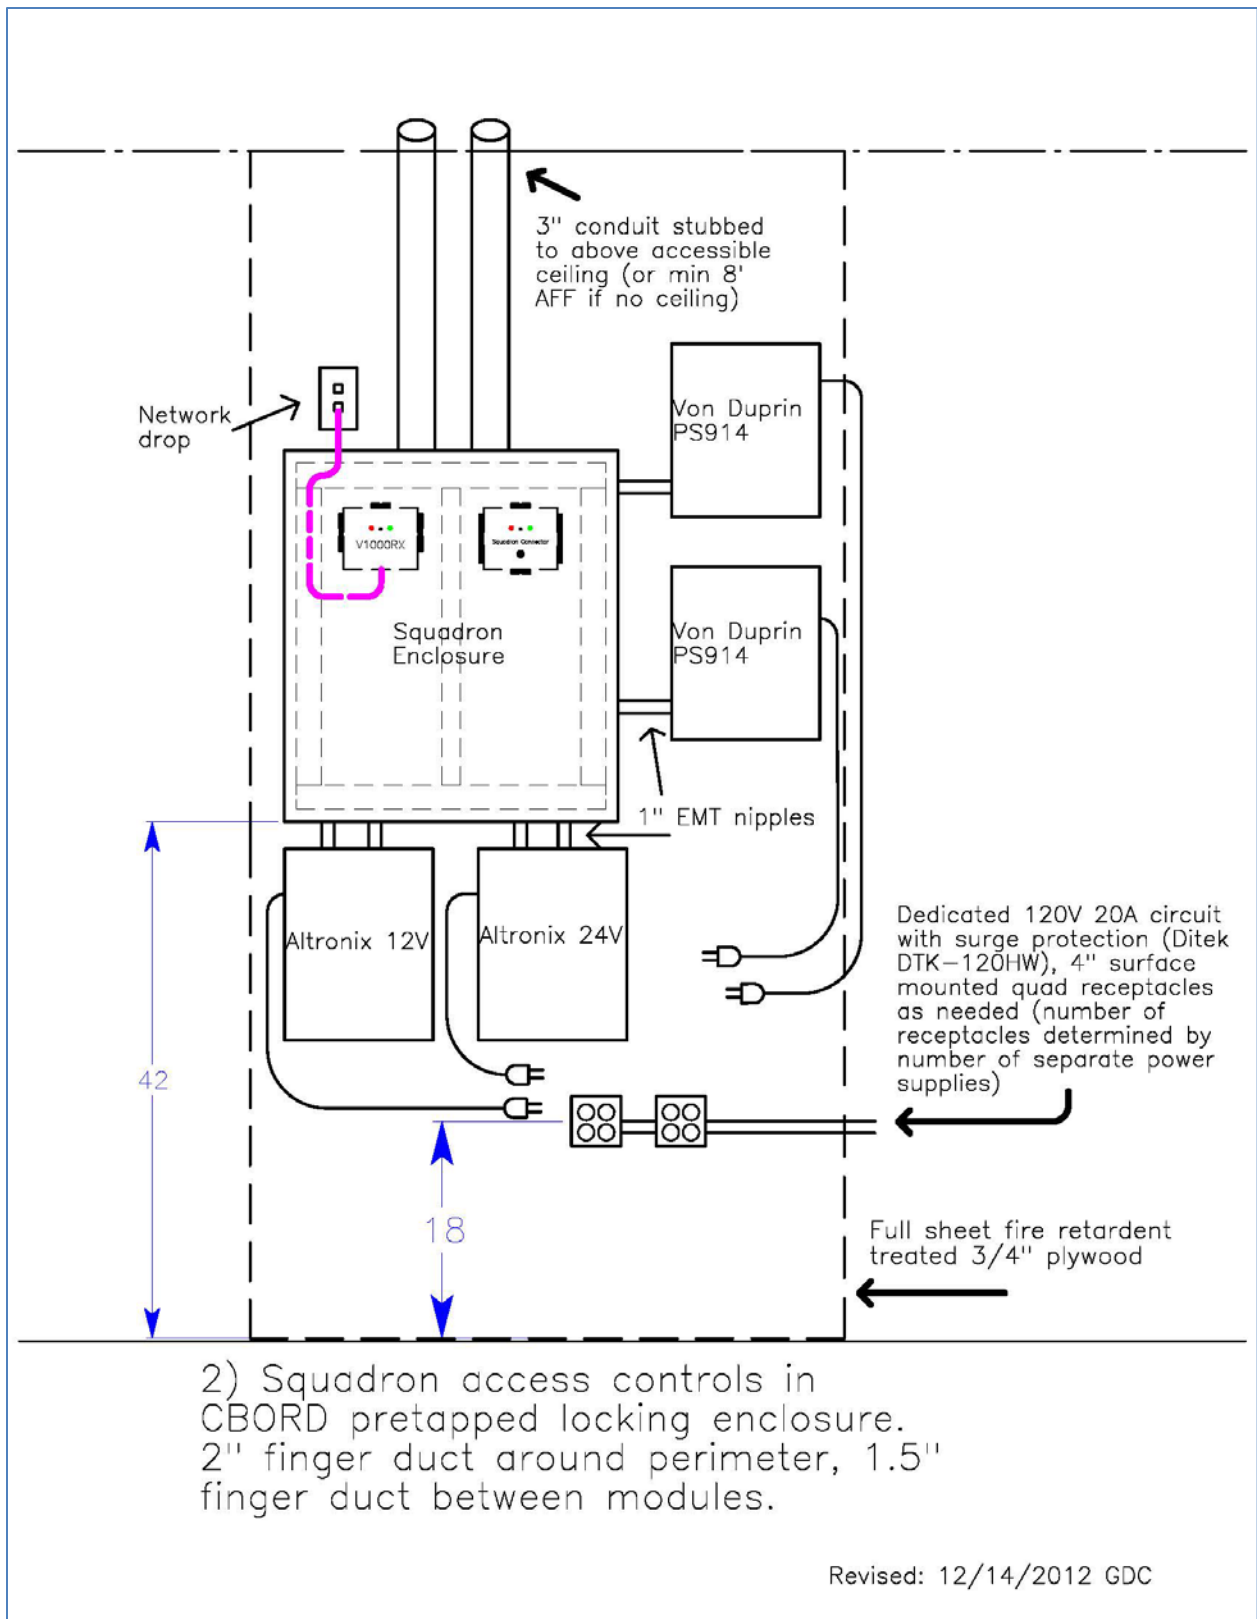 3" conduit stubbed
to above accessible
ceiling (or min 8'
AFF if no ceiling)
Network
drop
Von Duprin
PS914
V1000RX
Squadron Connector
Squadron
Enclosure
Von Duprin
PS914
1" EMT nipples
Altronix 12V
Altronix 24V
Dedicated 120V 20A circuit
with surge protection (Ditek
DTK-120HW), 4" surface
mounted quad receptacles
as needed (number of
receptacles determined by
number of separate power
supplies)
42
18
Full sheet fire retardent
treated 3/4" plywood
2) Squadron access controls in
CBORD pretapped locking enclosure.
2" finger duct around perimeter, 1.5"
finger duct between modules.
Revised: 12/14/2012 GDC